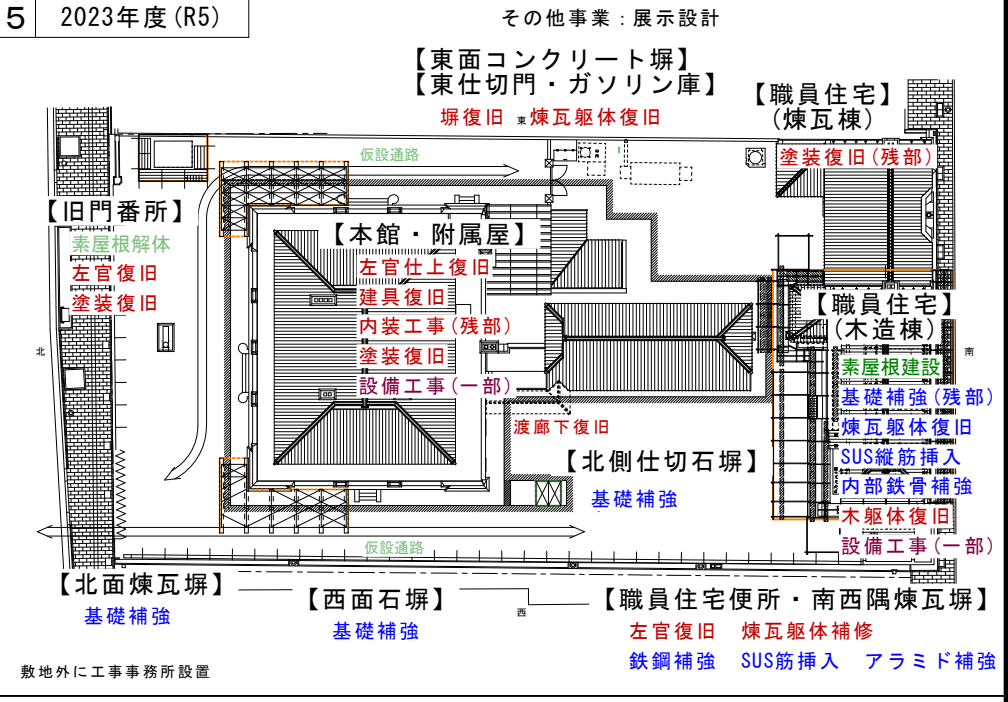 5 2023年度(R5)
その他事業:展示設計
【東面コンクリート塀】
【東仕切門・ガソリン庫】
塀復旧 東 煉瓦躯体復旧
【職員住宅】
(煉瓦棟)
塗装復旧(残部)
仮設通路
【旧門番所】
素屋根解体
左官復旧
塗装復旧
【本館・附属屋】
左官仕上復旧
建具復旧
内装工事(残部)
塗装復旧
設備工事(一部)
渡廊下復旧
北
南
【職員住宅】
(木造棟)
素屋根建設
基礎補強(残部)
煉瓦躯体復旧
SUS縦筋挿入
内部鉄骨補強
木躯体復旧
設備工事(一部)
【北側仕切石塀】
基礎補強
仮設通路
【北面煉瓦塀】
基礎補強
【西面石塀】
基礎補強
西
【職員住宅便所・南西隅煉瓦塀】
左官復旧 煉瓦躯体補修
鉄鋼補強 SUS筋挿入 アラミド補強
敷地外に工事事務所設置